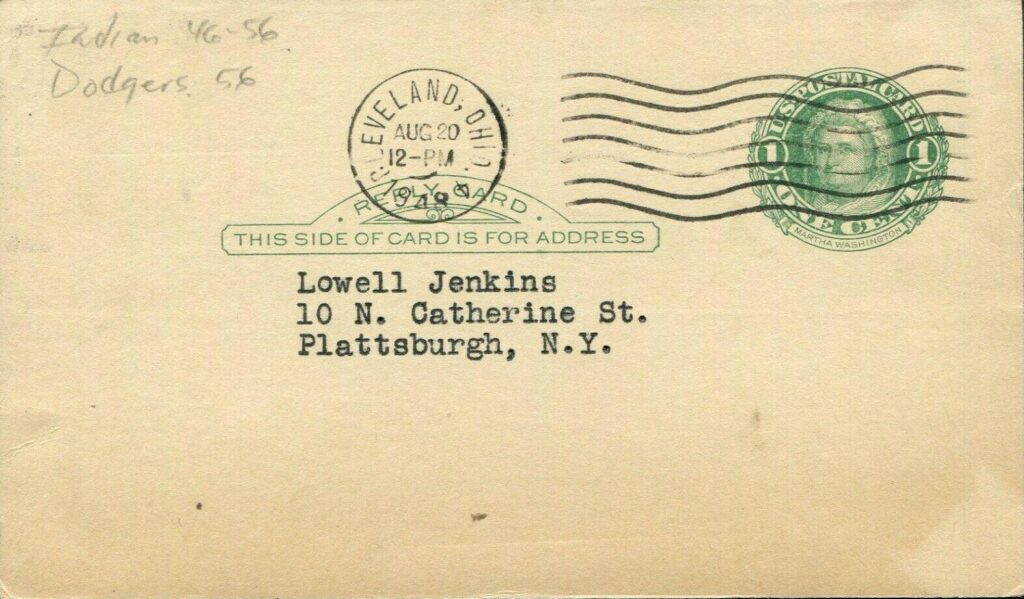 Indian 46-56
Dodgers 56
CLEVELAND, OHIO
AUG 20
12-PM
1948
U.S. POSTAL CARD
1 1
ONE CENT
MARTHA WASHINGTON
REPLY CARD
THIS SIDE OF CARD IS FOR ADDRESS
Lowell Jenkins
10 N. Catherine St.
Plattsburgh, N.Y.